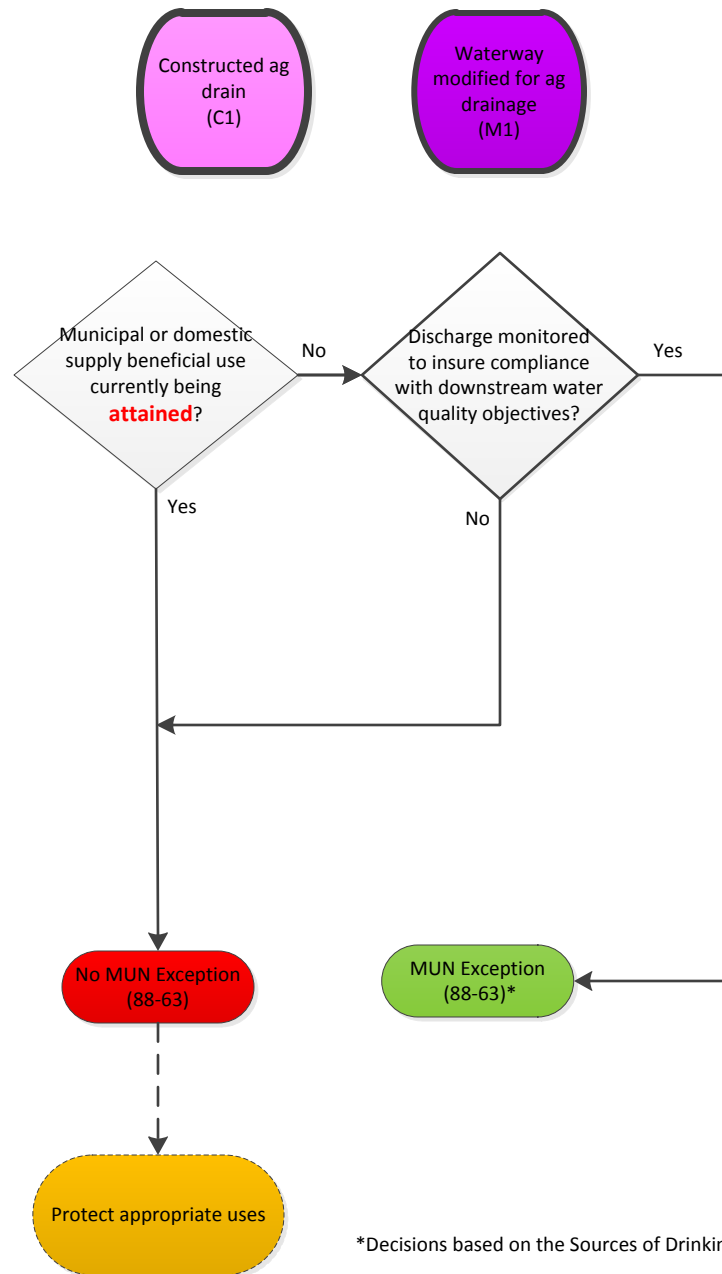 Constructed ag
drain
(C1)
Waterway
modified for ag
drainage
(M1)
Municipal or domestic
supply beneficial use
currently being
attained?
No
Discharge monitored
to insure compliance
with downstream water
quality objectives?
Yes
Yes
No
No MUN Exception
(88-63)
MUN Exception
(88-63)*
Protect appropriate uses
*Decisions based on the Sources of